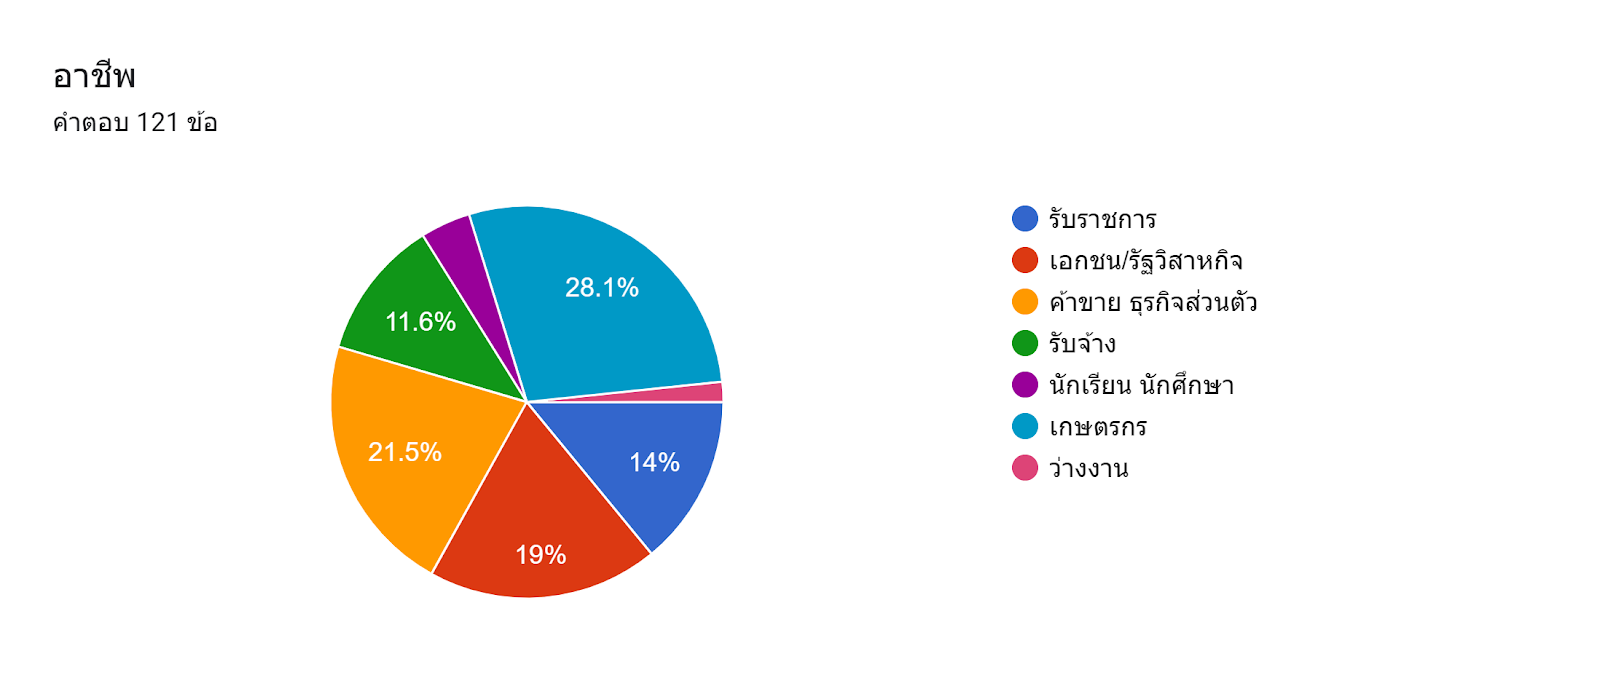 อาชีพ
คำตอบ 121 ข้อ
28.1%
11.6%
21.5%
14%
19%
รับราชการ
เอกชน/รัฐวิสาหกิจ
ค้าขาย ธุรกิจส่วนตัว
รับจ้าง
นักเรียน นักศึกษา
เกษตรกร
ว่างงาน